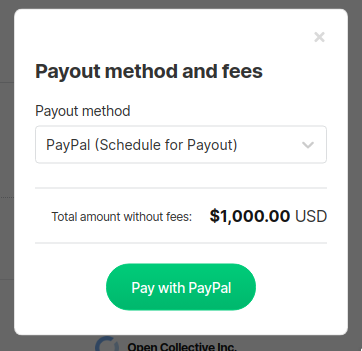 Payout method and fees
Payout method
PayPal (Schedule for Payout)
Total amount without fees: $1,000.00 USD
Pay with PayPal
Open Collective Inc.